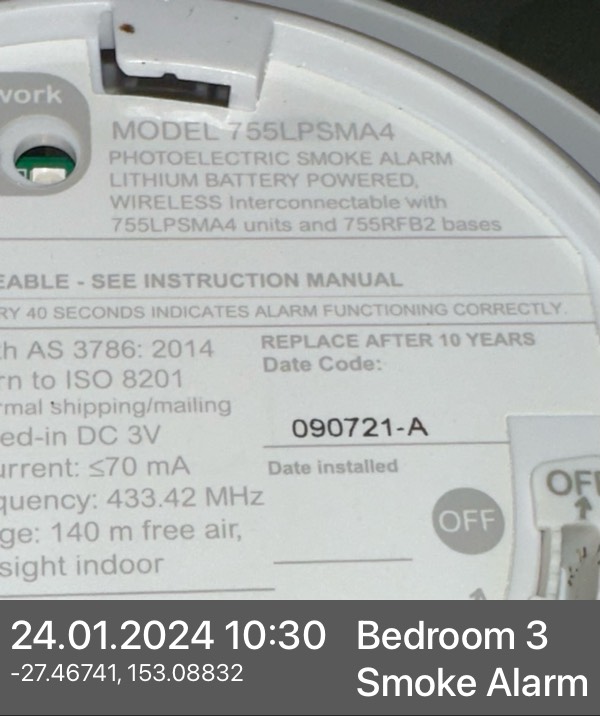 work
MODEL 755LPSMA4
PHOTOELECTRIC SMOKE ALARM
LITHIUM BATTERY POWERED,
WIRELESS Interconnectable with
755LPSMA4 units and 755RFB2 bases
EABLE - SEE INSTRUCTION MANUAL
RY 40 SECONDS INDICATES ALARM FUNCTIONING CORRECTLY.
th AS 3786: 2014
rn to ISO 8201
rmal shipping/mailing
ed-in DC 3V
urrent: ≤70 mA
quency: 433.42 MHz
ge: 140 m free air,
sight indoor
REPLACE AFTER 10 YEARS
Date Code:
090721-A
Date installed
OFF
OFF
24.01.2024 10:30
-27.46741, 153.08832
Bedroom 3
Smoke Alarm